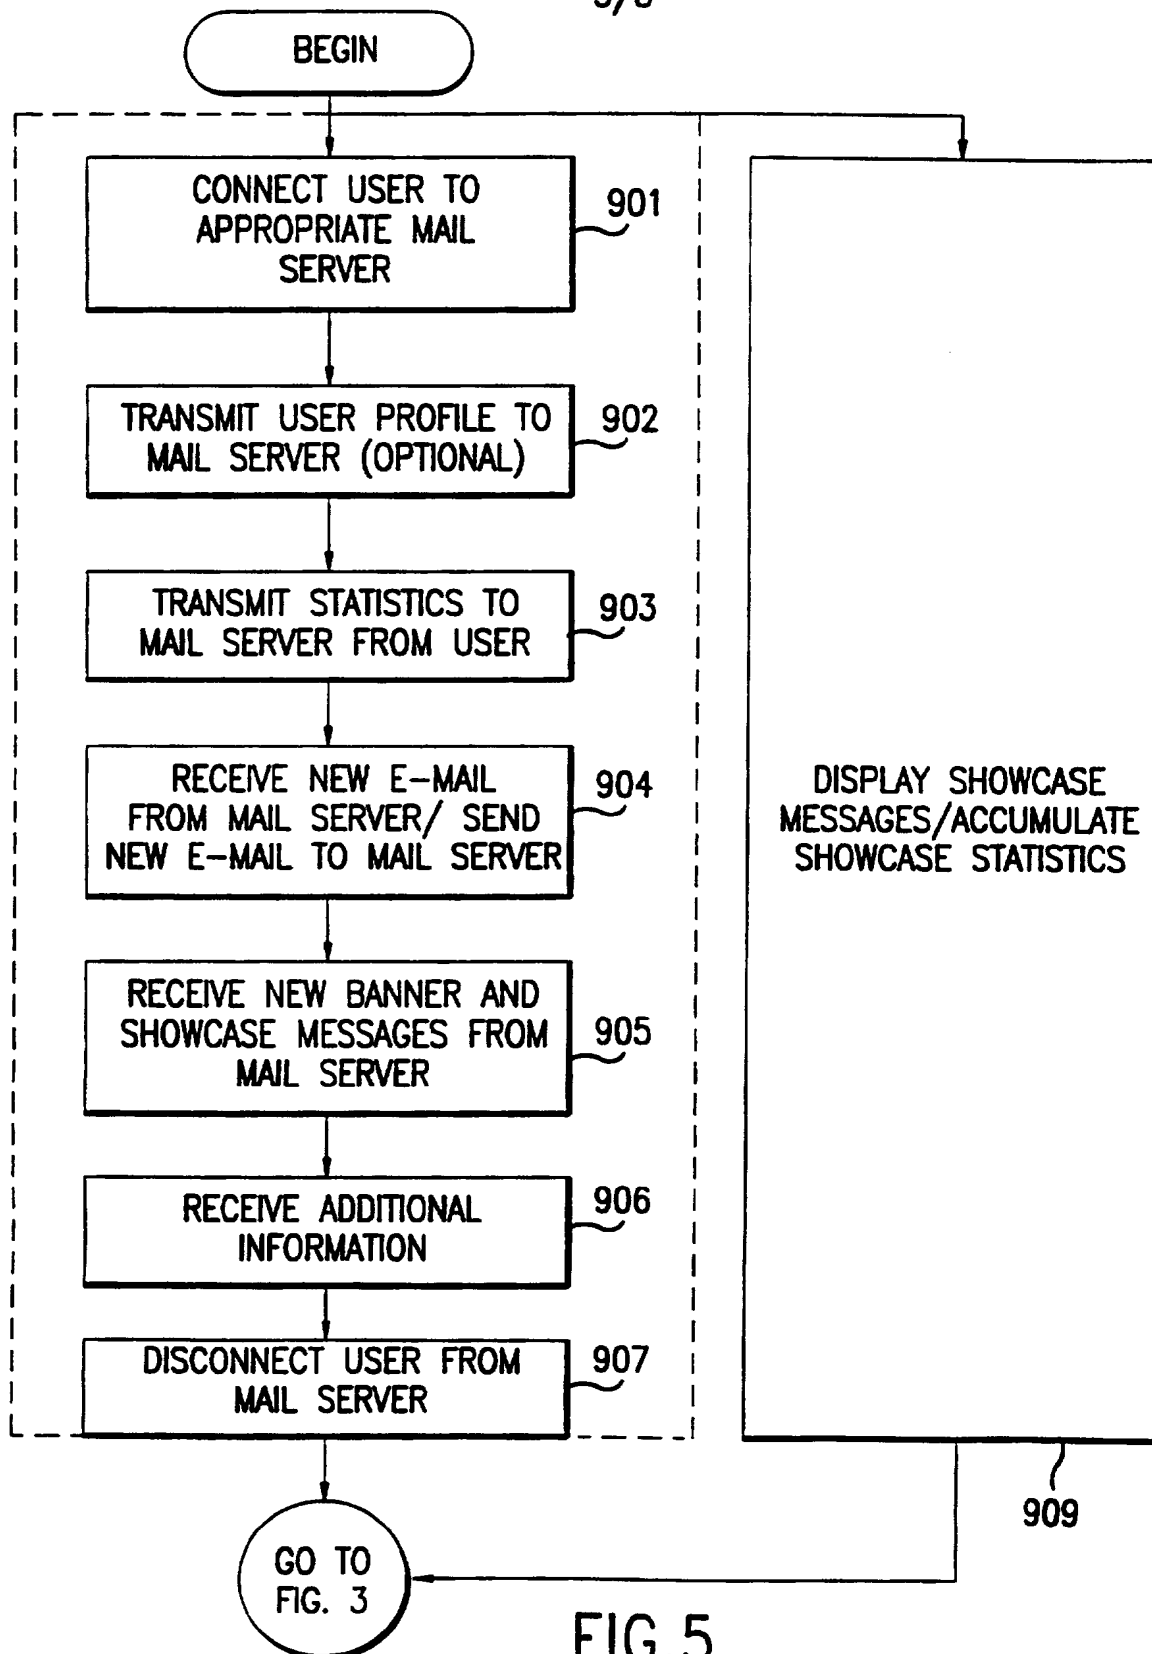 BEGIN
CONNECT USER TO
APPROPRIATE MAIL
SERVER
901
TRANSMIT USER PROFILE TO
MAIL SERVER (OPTIONAL)
902
TRANSMIT STATISTICS TO
MAIL SERVER FROM USER
903
RECEIVE NEW E-MAIL
FROM MAIL SERVER/ SEND
NEW E-MAIL TO MAIL SERVER
904
RECEIVE NEW BANNER AND
SHOWCASE MESSAGES FROM
MAIL SERVER
905
RECEIVE ADDITIONAL
INFORMATION
906
DISCONNECT USER FROM
MAIL SERVER
907
DISPLAY SHOWCASE
MESSAGES/ACCUMULATE
SHOWCASE STATISTICS
909
GO TO
FIG. 3
FIG.5